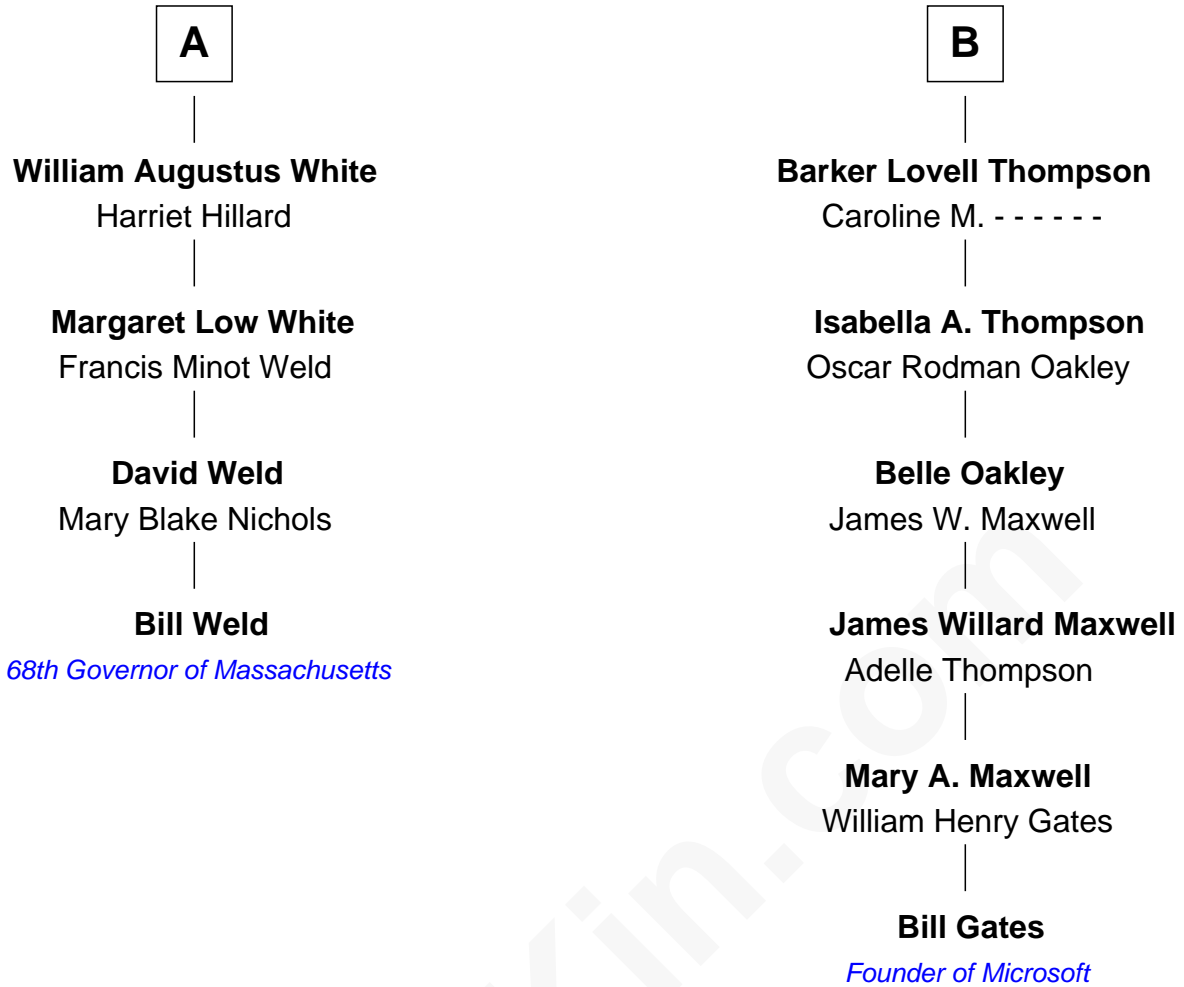 A
William Augustus White
Harriet Hillard
Margaret Low White
Francis Minot Weld
David Weld
Mary Blake Nichols
Bill Weld
68th Governor of Massachusetts
B
Barker Lovell Thompson
Caroline M. - - - - - -
Isabella A. Thompson
Oscar Rodman Oakley
Belle Oakley
James W. Maxwell
James Willard Maxwell
Adelle Thompson
Mary A. Maxwell
William Henry Gates
Bill Gates
Founder of Microsoft
Kin.com